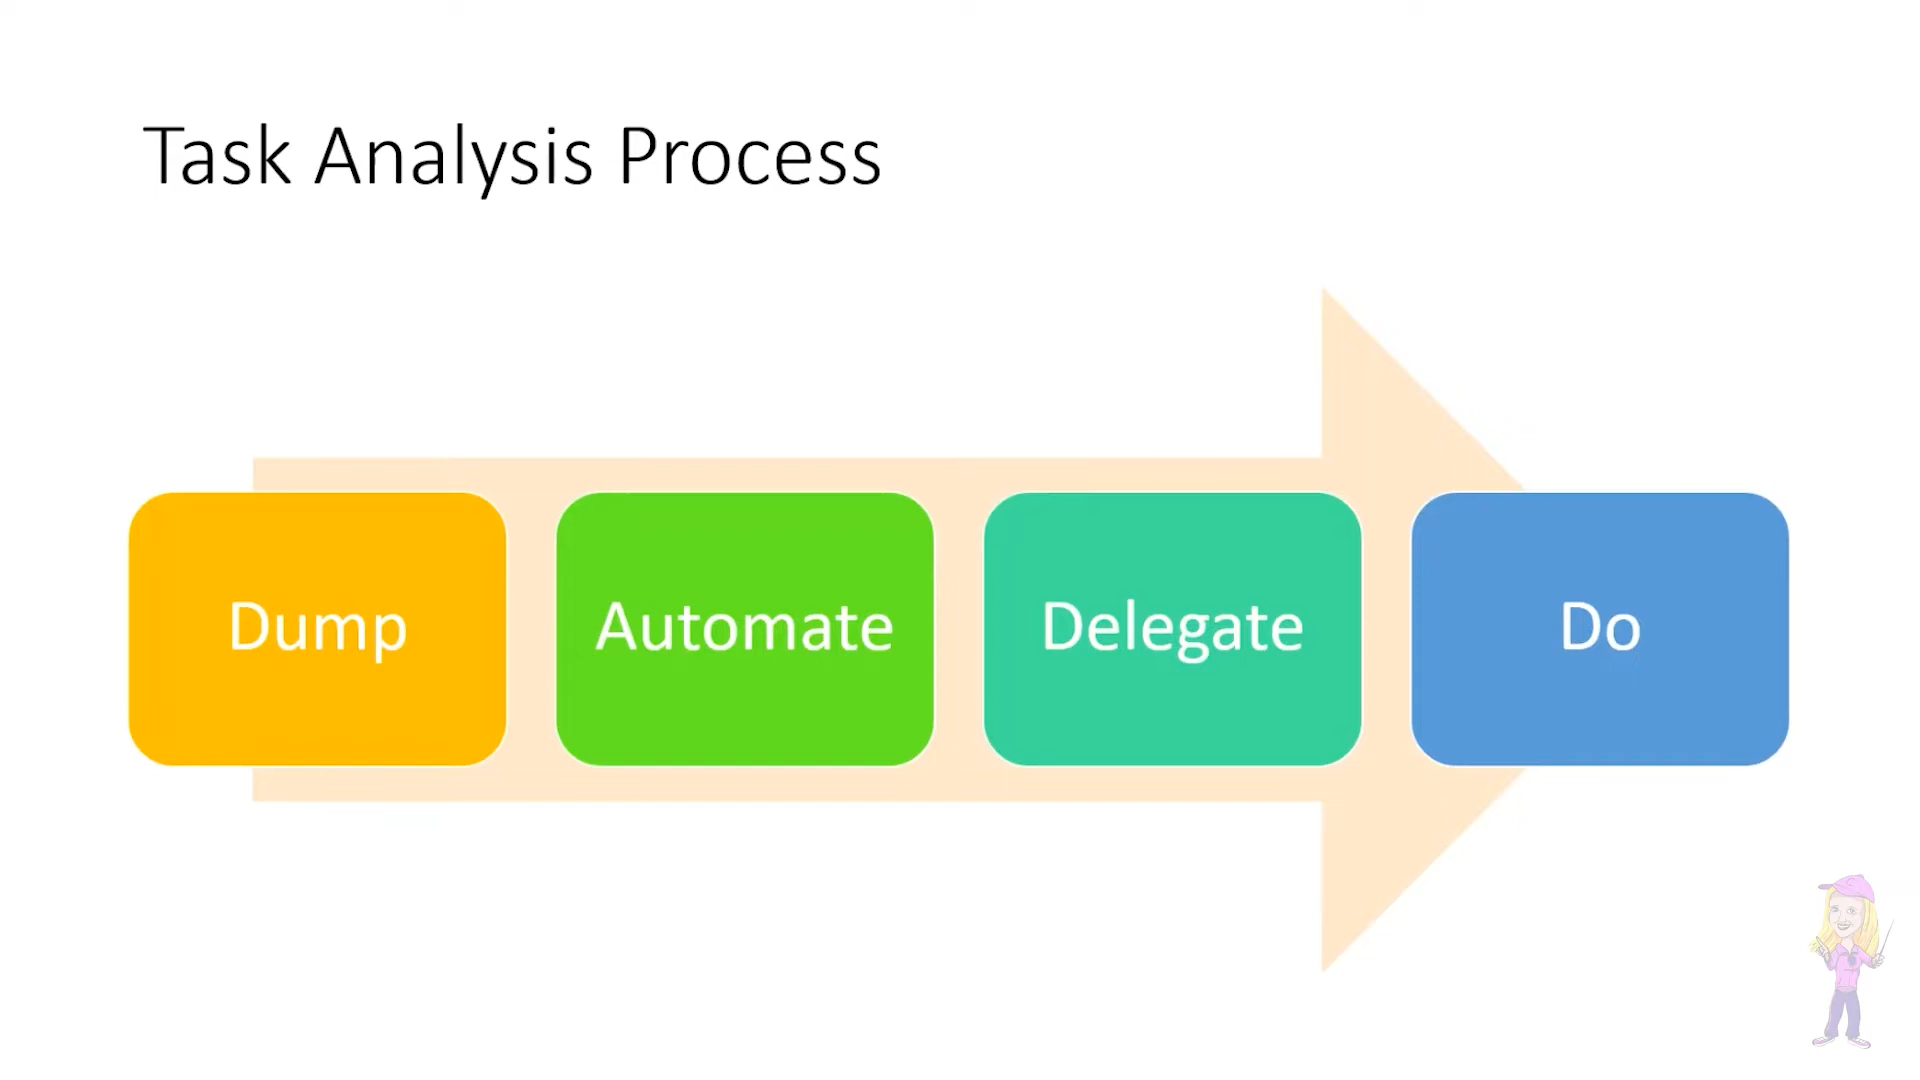 Task Analysis Process
Dump
Automate
Delegate
Do